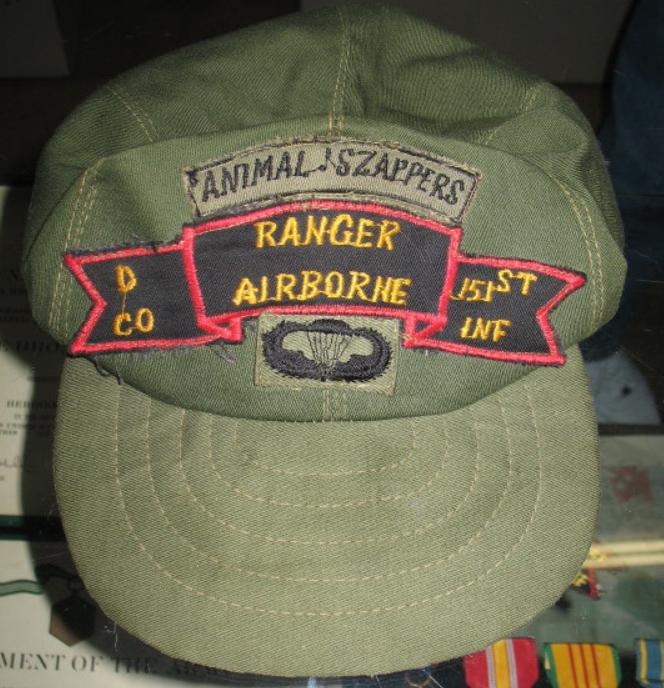 ANIMAL SZAPPERS
RANGER
AIRBORNE
D
CO
151ST
INF
MENT OF THE